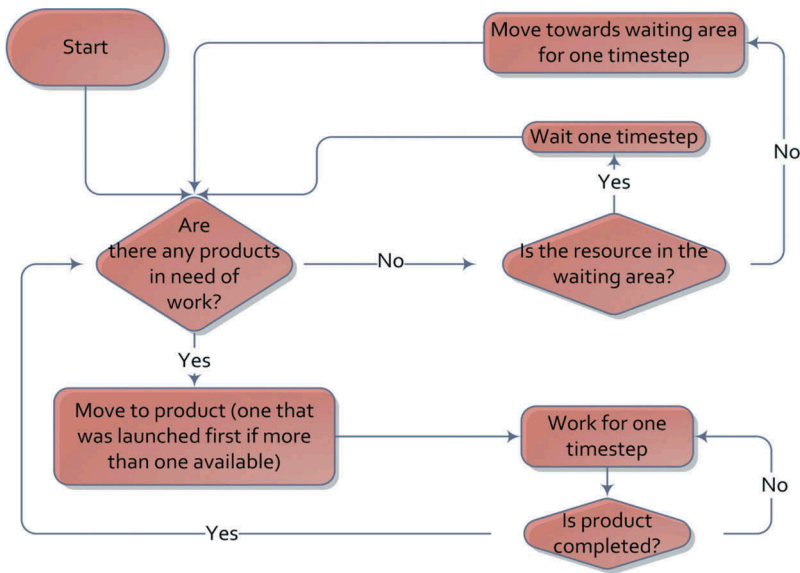 Start
Move towards waiting area
for one timestep
Wait one timestep
No
Yes
Are
there any products
in need of
work?
No
Is the resource in the
waiting area?
Yes
Move to product (one that
was launched first if more
than one available)
Work for one
timestep
No
Yes
Is product
completed?